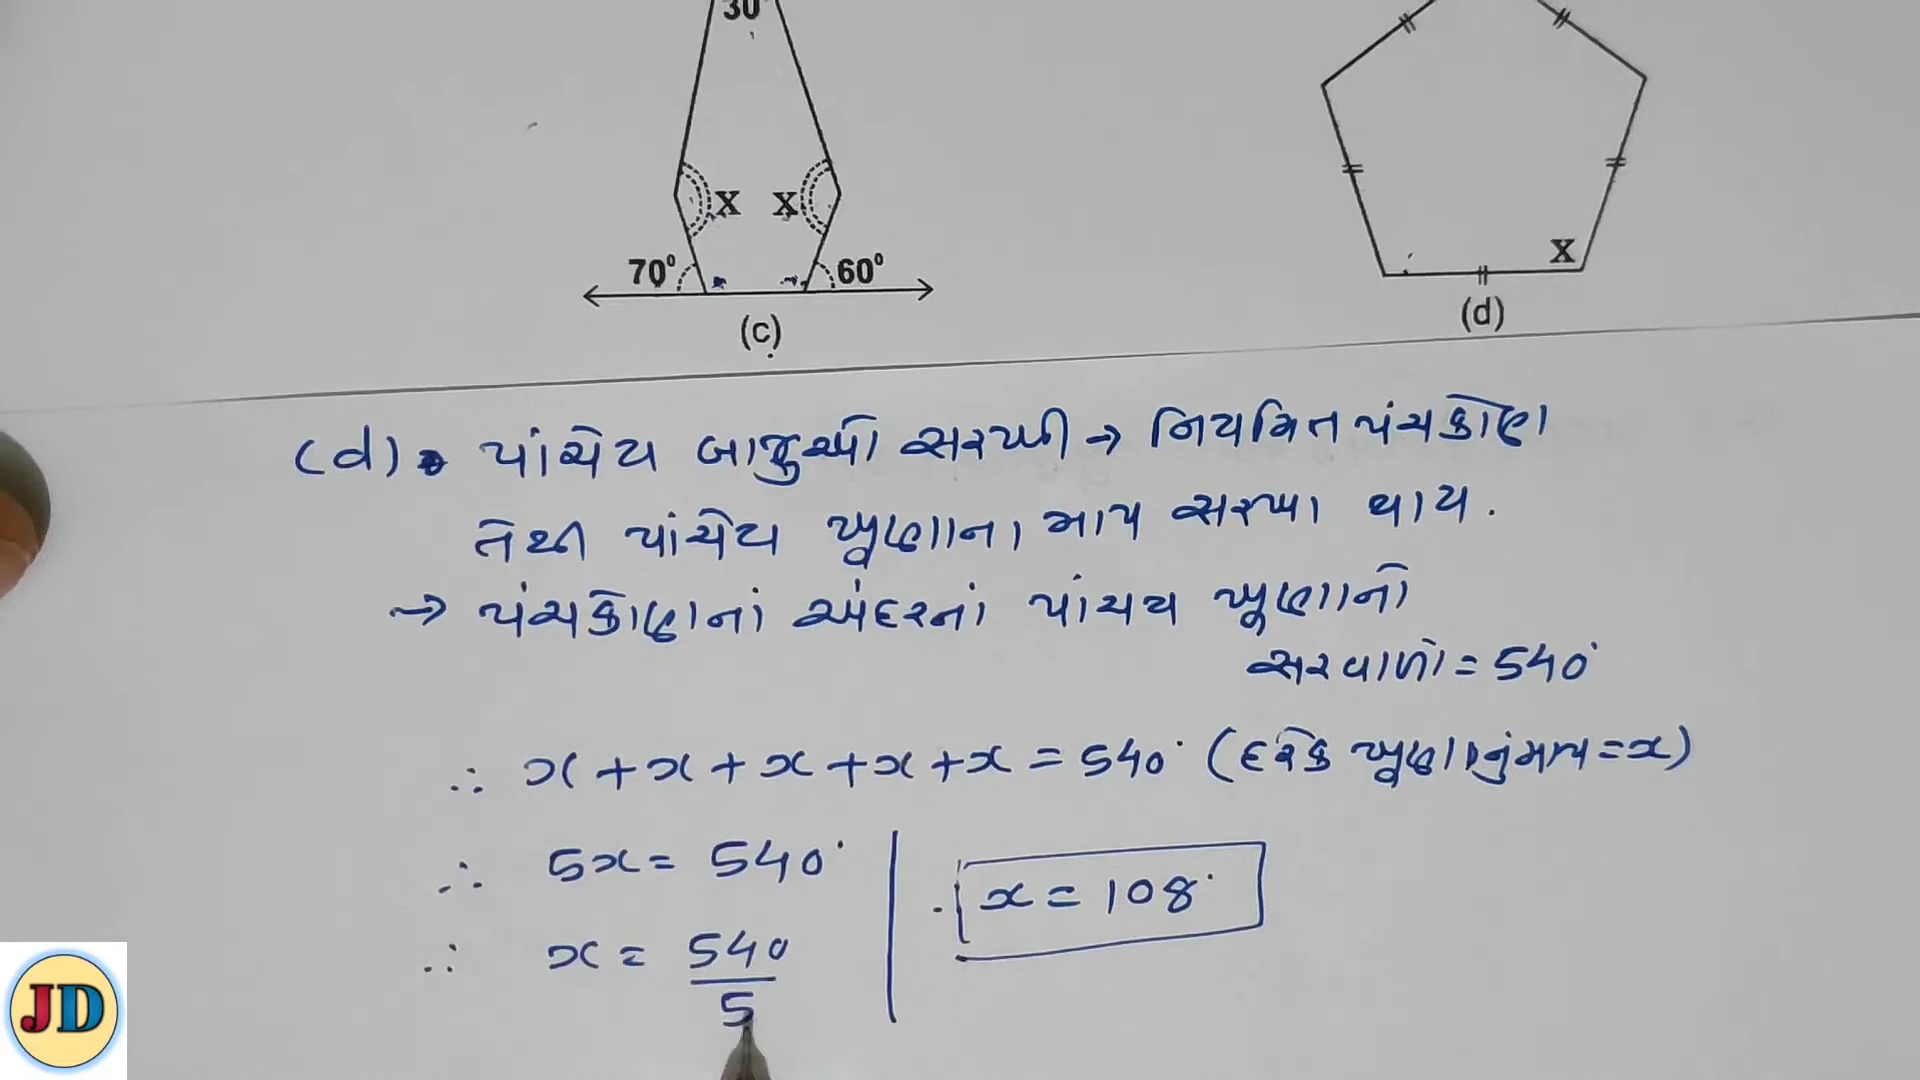 30
X X
70° 60°
(c)
X
(d)
(d) પાંચેય બાજુઓ સરખી → નિયમિત પંચકોણ
તેથી પાંચેય ખૂણાના માપ સરખા થાય.
→ પંચકોણનાં અંદરનાં પાંચય ખૂણાનો
સરવાળો = 540°
∴ x + x + x + x + x = 540° (દરેક ખૂણાનું માપ = x)
∴ 5x = 540°
∴ x = 540/5
x = 108°
JD